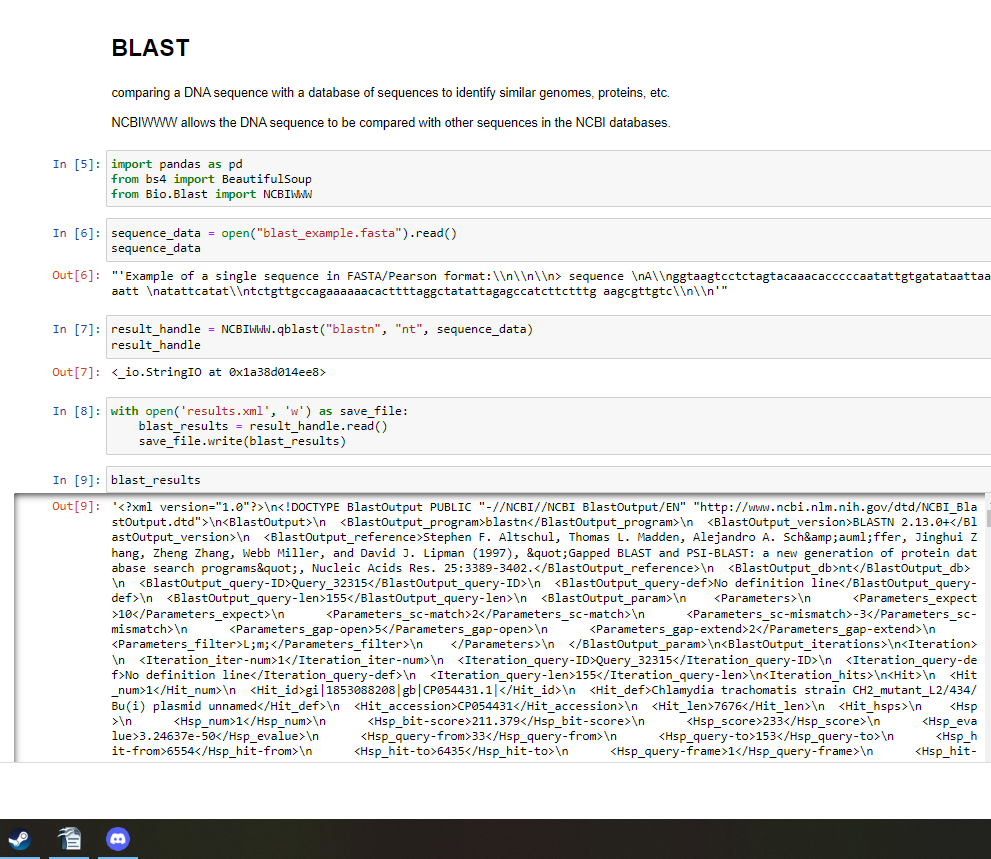 BLAST
comparing a DNA sequence with a database of sequences to identify similar genomes, proteins, etc.
NCBIWWW allows the DNA sequence to be compared with other sequences in the NCBI databases.
In [5]: import pandas as pd
from bs4 import BeautifulSoup
from Bio.Blast import NCBIWWW
In [6]: sequence_data = open("blast_example.fasta").read()
sequence_data
Out[6]: "'Example of a single sequence in FASTA/Pearson format:\\n\\n\\n> sequence \nA\\nggtaagtcctctagtacaaacacccccaatattgtgatataattaa
aatt \natattcatat\\ntctgttgccagaaaaaacacttttaggctatattagagccatcttctttg aagcgttgtc\\n\\n'"
In [7]: result_handle = NCBIWWW.qblast("blastn", "nt", sequence_data)
result_handle
Out[7]: <_io.StringIO at 0x1a38d014ee8>
In [8]: with open('results.xml', 'w') as save_file:
blast_results = result_handle.read()
save_file.write(blast_results)
In [9]: blast_results
Out[9]: '<?xml version="1.0"?>\n<!DOCTYPE BlastOutput PUBLIC "-//NCBI//NCBI BlastOutput/EN" "http://www.ncbi.nlm.nih.gov/dtd/NCBI_Bla
stOutput.dtd">\n<BlastOutput>\n  <BlastOutput_program>blastn</BlastOutput_program>\n  <BlastOutput_version>BLASTN 2.13.0+</Bl
astOutput_version>\n  <BlastOutput_reference>Stephen F. Altschul, Thomas L. Madden, Alejandro A. Sch&amp;auml;ffer, Jinghui Z
hang, Zheng Zhang, Webb Miller, and David J. Lipman (1997), &quot;Gapped BLAST and PSI-BLAST: a new generation of protein dat
abase search programs&quot;, Nucleic Acids Res. 25:3389-3402.</BlastOutput_reference>\n  <BlastOutput_db>nt</BlastOutput_db>
\n  <BlastOutput_query-ID>Query_32315</BlastOutput_query-ID>\n  <BlastOutput_query-def>No definition line</BlastOutput_query-
def>\n  <BlastOutput_query-len>155</BlastOutput_query-len>\n  <BlastOutput_param>\n    <Parameters>\n      <Parameters_expect
>10</Parameters_expect>\n      <Parameters_sc-match>2</Parameters_sc-match>\n      <Parameters_sc-mismatch>-3</Parameters_sc-
mismatch>\n      <Parameters_gap-open>5</Parameters_gap-open>\n      <Parameters_gap-extend>2</Parameters_gap-extend>\n
<Parameters_filter>L;m;</Parameters_filter>\n    </Parameters>\n  </BlastOutput_param>\n<BlastOutput_iterations>\n<Iteration>
\n  <Iteration_iter-num>1</Iteration_iter-num>\n  <Iteration_query-ID>Query_32315</Iteration_query-ID>\n  <Iteration_query-de
f>No definition line</Iteration_query-def>\n  <Iteration_query-len>155</Iteration_query-len>\n<Iteration_hits>\n<Hit>\n  <Hit
_num>1</Hit_num>\n  <Hit_id>gi|1853088208|gb|CP054431.1|</Hit_id>\n  <Hit_def>Chlamydia trachomatis strain CH2_mutant_L2/434/
Bu(i) plasmid unnamed</Hit_def>\n  <Hit_accession>CP054431</Hit_accession>\n  <Hit_len>7676</Hit_len>\n  <Hit_hsps>\n    <Hsp
>\n      <Hsp_num>1</Hsp_num>\n      <Hsp_bit-score>211.379</Hsp_bit-score>\n      <Hsp_score>233</Hsp_score>\n      <Hsp_eva
lue>3.24637e-50</Hsp_evalue>\n      <Hsp_query-from>33</Hsp_query-from>\n      <Hsp_query-to>153</Hsp_query-to>\n      <Hsp_h
it-from>6554</Hsp_hit-from>\n      <Hsp_hit-to>6435</Hsp_hit-to>\n      <Hsp_query-frame>1</Hsp_query-frame>\n      <Hsp_hit-